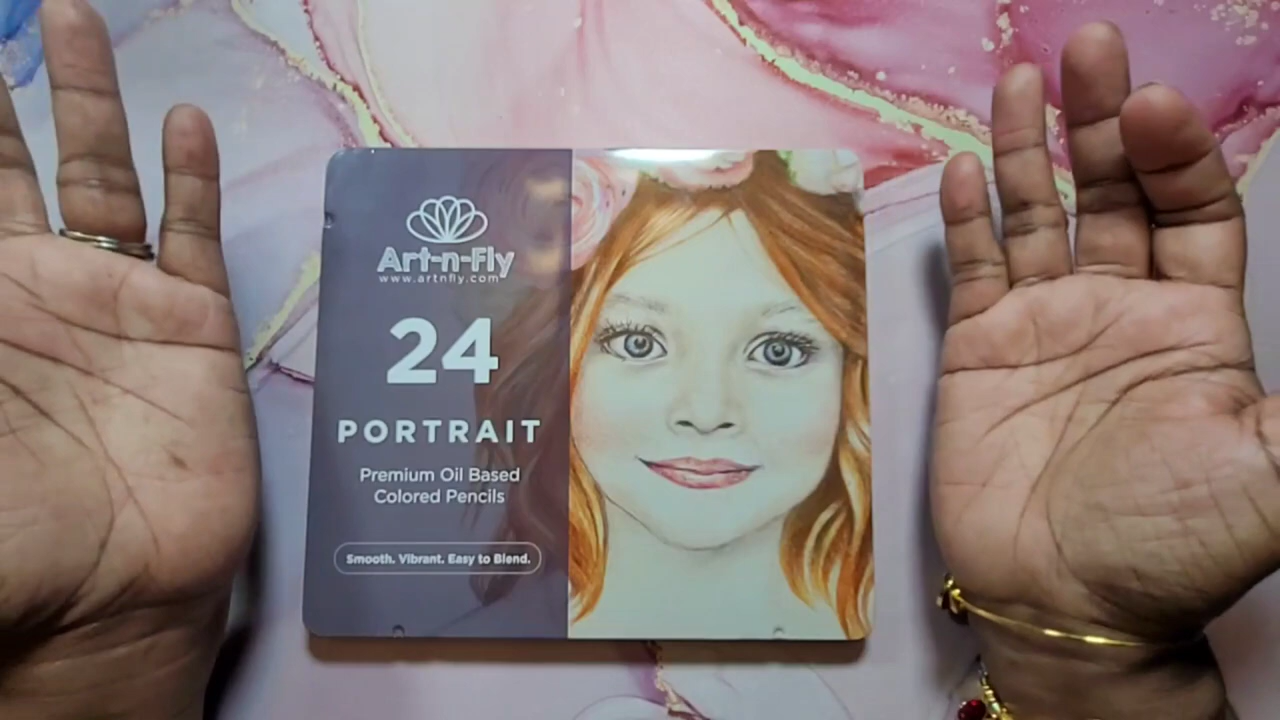 Art-n-Fly
www.artnfly.com
24
PORTRAIT
Premium Oil Based
Colored Pencils
Smooth. Vibrant. Easy to Blend.